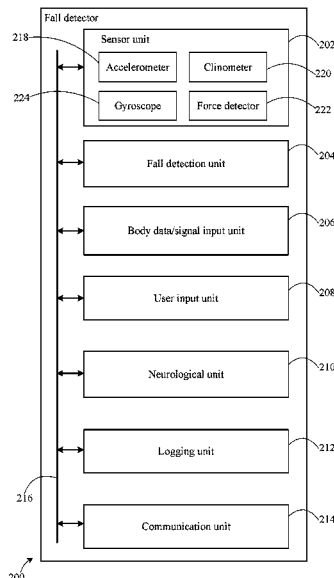 Fall detector
218
Sensor unit
202
Accelerometer
Clinometer
220
224
Gyroscope
Force detector
222
Fall detection unit
204
Body data/signal input unit
206
User input unit
208
Neurological unit
210
Logging unit
212
216
Communication unit
214
200